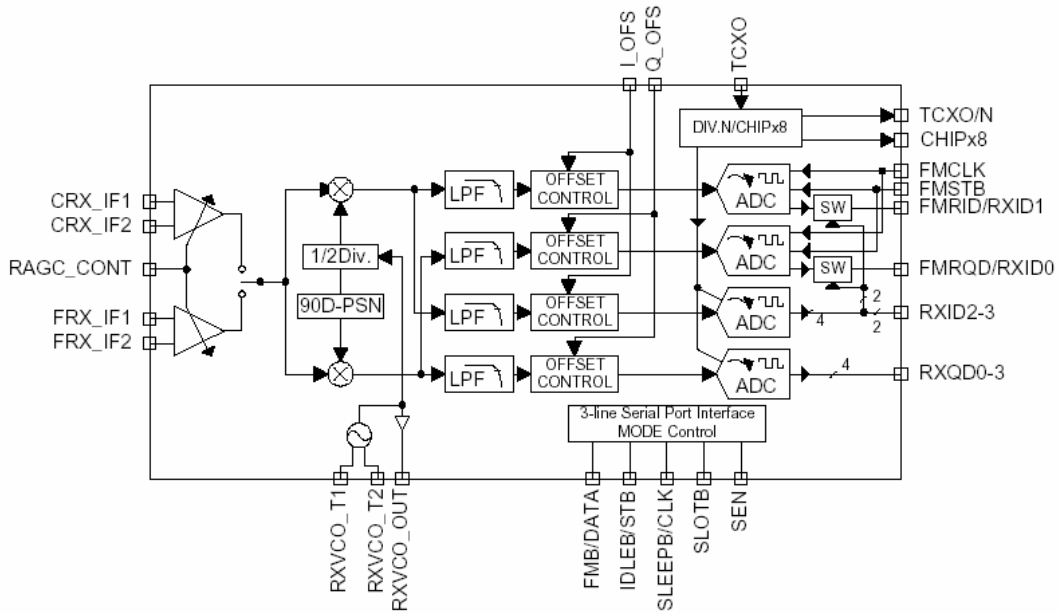 I_OFS
Q_OFS
TCXO
DIV.N/CHIPx8
TCXO/N
CHIPx8
FMCLK
FMSTB
FMRID/RXID1
FMRQD/RXID0
RXID2-3
RXQD0-3
CRX_IF1
CRX_IF2
RAGC_CONT
FRX_IF1
FRX_IF2
1/2Div.
90D-PSN
LPF
OFFSET
CONTROL
ADC
SW
LPF
OFFSET
CONTROL
ADC
SW
2
LPF
OFFSET
CONTROL
ADC
4
2
LPF
OFFSET
CONTROL
ADC
4
3-line Serial Port Interface
MODE Control
RXVCO_T1
RXVCO_T2
RXVCO_OUT
FMB/DATA
IDLEB/STB
SLEEPB/CLK
SLOTB
SEN